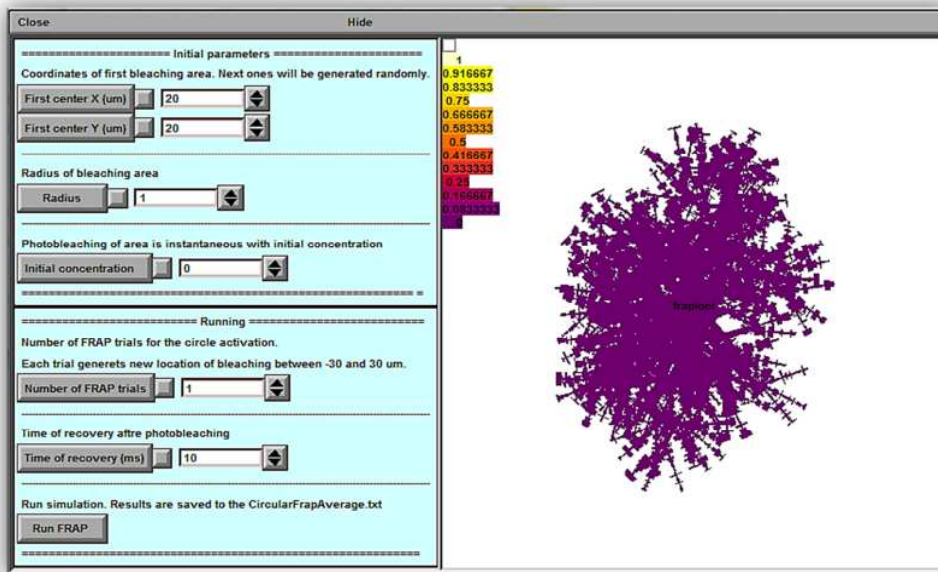 Close Hide
======================= Initial parameters =======================
Coordinates of first bleaching area. Next ones will be generated randomly.
First center X (um) 20
First center Y (um) 20
Radius of bleaching area
Radius 1
Photobleaching of area is instantaneous with initial concentration
Initial concentration 0
=========================== Running ===========================
Number of FRAP trials for the circle activation.
Each trial generets new location of bleaching between -30 and 30 um.
Number of FRAP trials 1
Time of recovery aftre photobleaching
Time of recovery (ms) 10
Run simulation. Results are saved to the CircularFrapAverage.txt
Run FRAP
1
0.916667
0.833333
0.75
0.666667
0.583333
0.5
0.416667
0.333333
0.25
0.166667
0.0833333
0